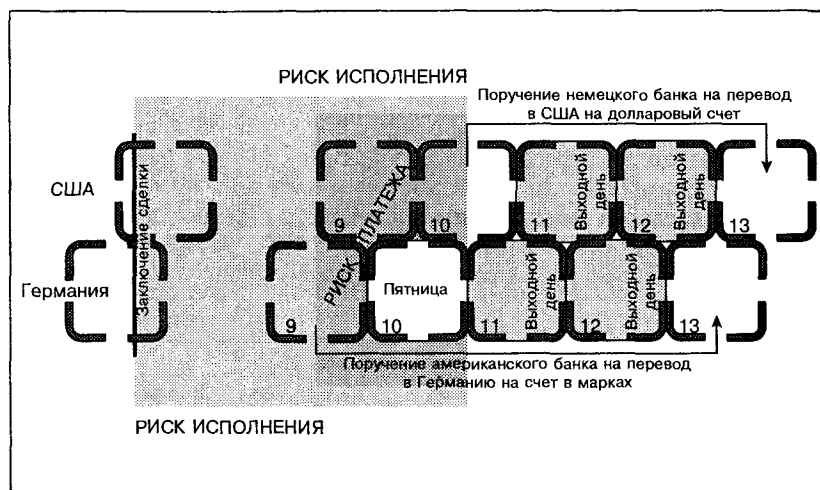 РИСК ИСПОЛНЕНИЯ
Поручение немецкого банка на перевод
в США на долларовый счет
США
Заключение сделки
9
РИСК ПЛАТЕЖА
10
11
Выходной
день
12
Выходной
день
13
Германия
9
Пятница
10
11
Выходной
день
12
Выходной
день
13
Поручение американского банка на перевод
в Германию на счет в марках
РИСК ИСПОЛНЕНИЯ